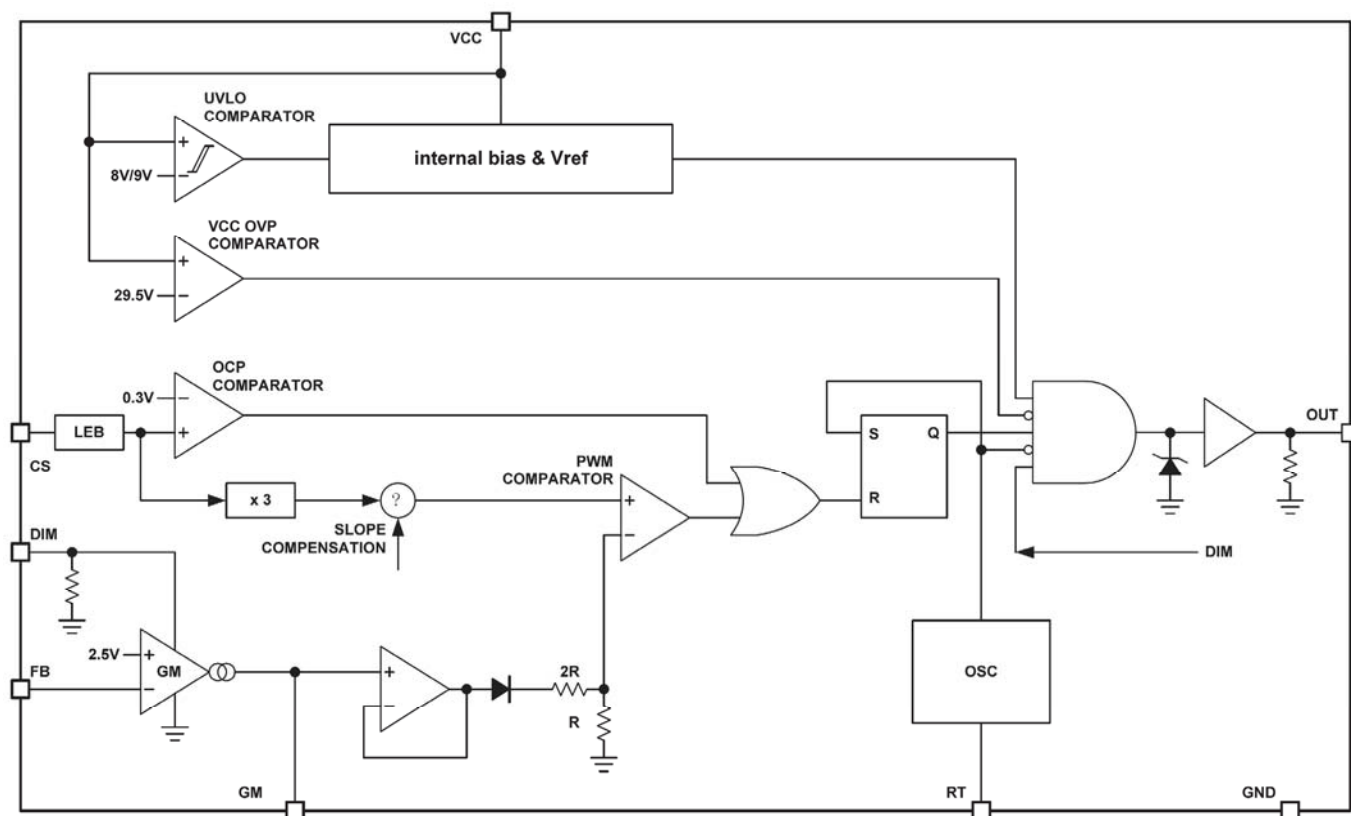 VCC
UVLO
COMPARATOR
+
8V/9V
−
internal bias & Vref
VCC OVP
COMPARATOR
+
29.5V
−
OCP
COMPARATOR
0.3V
−
+
LEB
CS
x 3
?
SLOPE
COMPENSATION
PWM
COMPARATOR
+
−
S
Q
R
OUT
DIM
DIM
2.5V
+
GM
−
FB
+
−
2R
R
OSC
GM
RT
GND